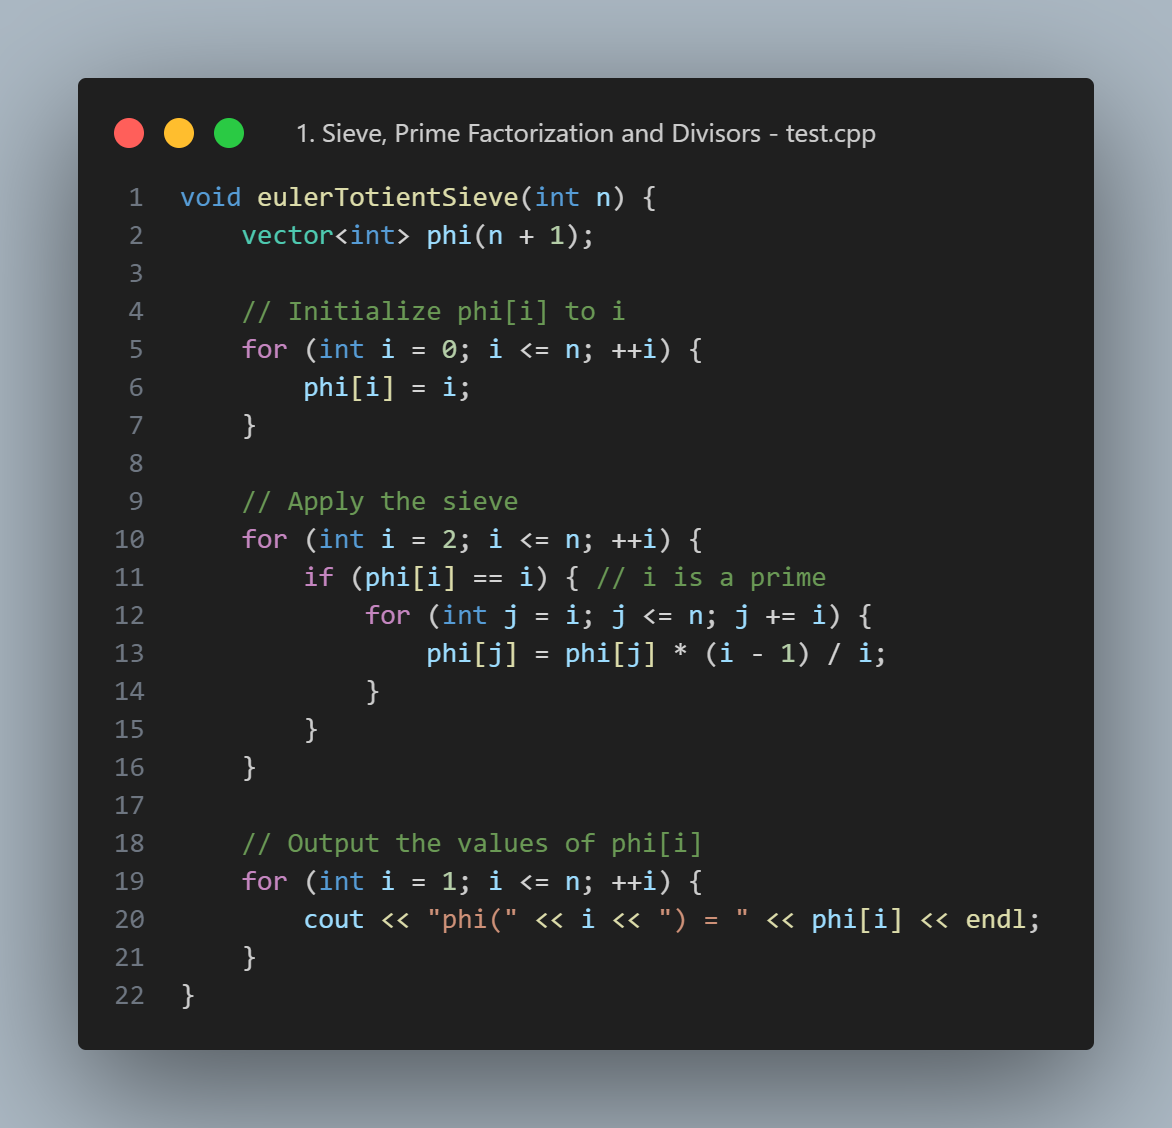 1. Sieve, Prime Factorization and Divisors - test.cpp
1 void eulerTotientSieve(int n) {
2     vector<int> phi(n + 1);
3
4     // Initialize phi[i] to i
5     for (int i = 0; i <= n; ++i) {
6         phi[i] = i;
7     }
8
9     // Apply the sieve
10     for (int i = 2; i <= n; ++i) {
11         if (phi[i] == i) { // i is a prime
12             for (int j = i; j <= n; j += i) {
13                 phi[j] = phi[j] * (i - 1) / i;
14             }
15         }
16     }
17
18     // Output the values of phi[i]
19     for (int i = 1; i <= n; ++i) {
20         cout << "phi(" << i << ") = " << phi[i] << endl;
21     }
22 }